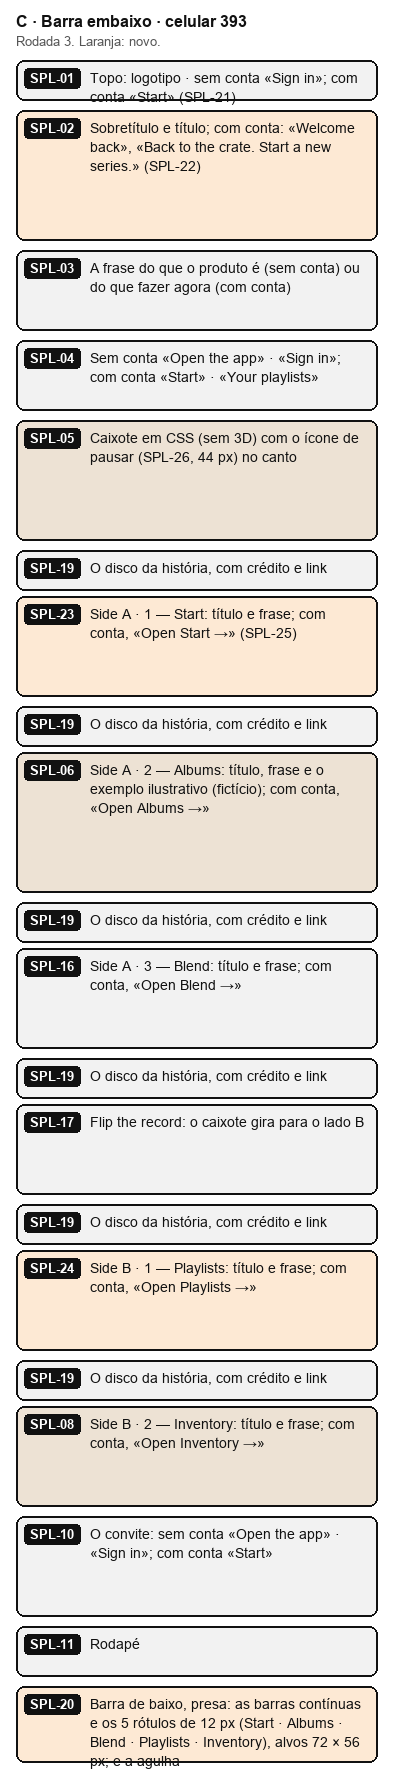 C · Barra embaixo · celular 393
Rodada 3. Laranja: novo.
SPL-01 Topo: logotipo · sem conta «Sign in»; com
conta «Start» (SPL-21)
SPL-02 Sobretítulo e título; com conta: «Welcome
back», «Back to the crate. Start a new
series.» (SPL-22)
SPL-03 A frase do que o produto é (sem conta) ou
do que fazer agora (com conta)
SPL-04 Sem conta «Open the app» · «Sign in»;
com conta «Start» · «Your playlists»
SPL-05 Caixote em CSS (sem 3D) com o ícone de
pausar (SPL-26, 44 px) no canto
SPL-19 O disco da história, com crédito e link
SPL-23 Side A · 1 — Start: título e frase; com
conta, «Open Start →» (SPL-25)
SPL-19 O disco da história, com crédito e link
SPL-06 Side A · 2 — Albums: título, frase e o
exemplo ilustrativo (fictício); com conta,
«Open Albums →»
SPL-19 O disco da história, com crédito e link
SPL-16 Side A · 3 — Blend: título e frase; com
conta, «Open Blend →»
SPL-19 O disco da história, com crédito e link
SPL-17 Flip the record: o caixote gira para o lado B
SPL-19 O disco da história, com crédito e link
SPL-24 Side B · 1 — Playlists: título e frase; com
conta, «Open Playlists →»
SPL-19 O disco da história, com crédito e link
SPL-08 Side B · 2 — Inventory: título e frase; com
conta, «Open Inventory →»
SPL-10 O convite: sem conta «Open the app» ·
«Sign in»; com conta «Start»
SPL-11 Rodapé
SPL-20 Barra de baixo, presa: as barras contínuas
e os 5 rótulos de 12 px (Start · Albums ·
Blend · Playlists · Inventory), alvos 72 × 56
px; e a agulha